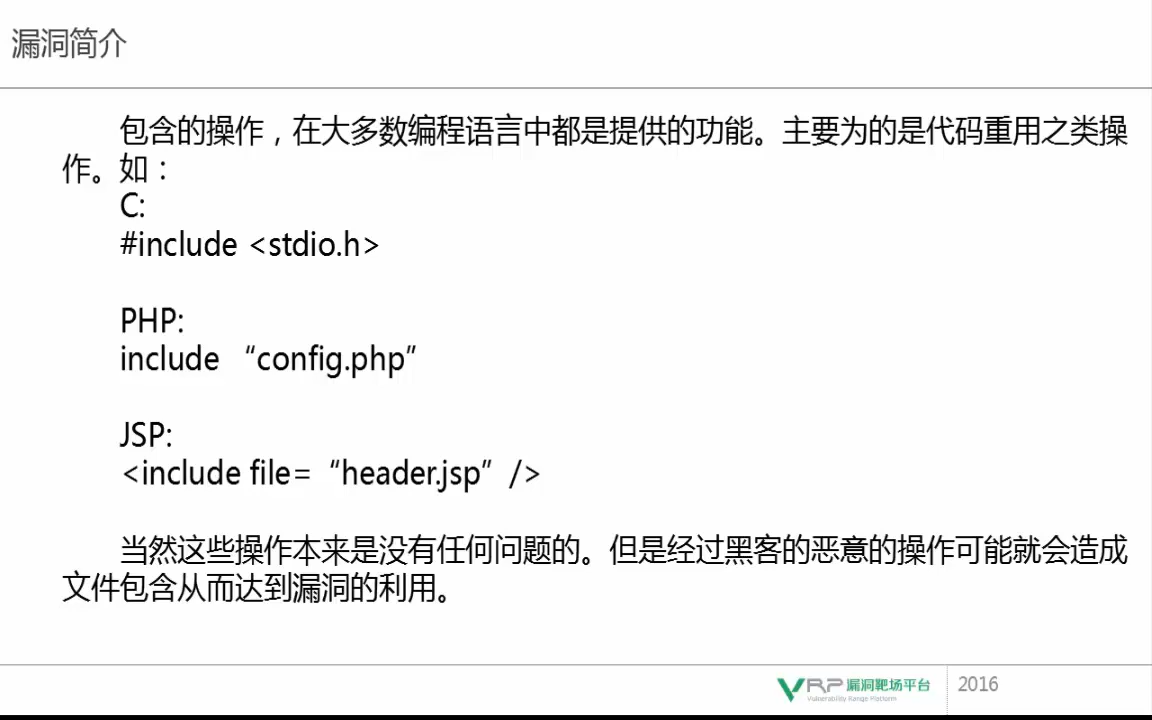 漏洞简介
包含的操作，在大多数编程语言中都是提供的功能。主要为的是代码重用之类操
作。如：
C:
#include <stdio.h>
PHP:
include “config.php”
JSP:
<include file= “header.jsp” />
当然这些操作本来是没有任何问题的。但是经过黑客的恶意的操作可能就会造成
文件包含从而达到漏洞的利用。
VRP 漏洞靶场平台 2016
Vulnerability Range Platform